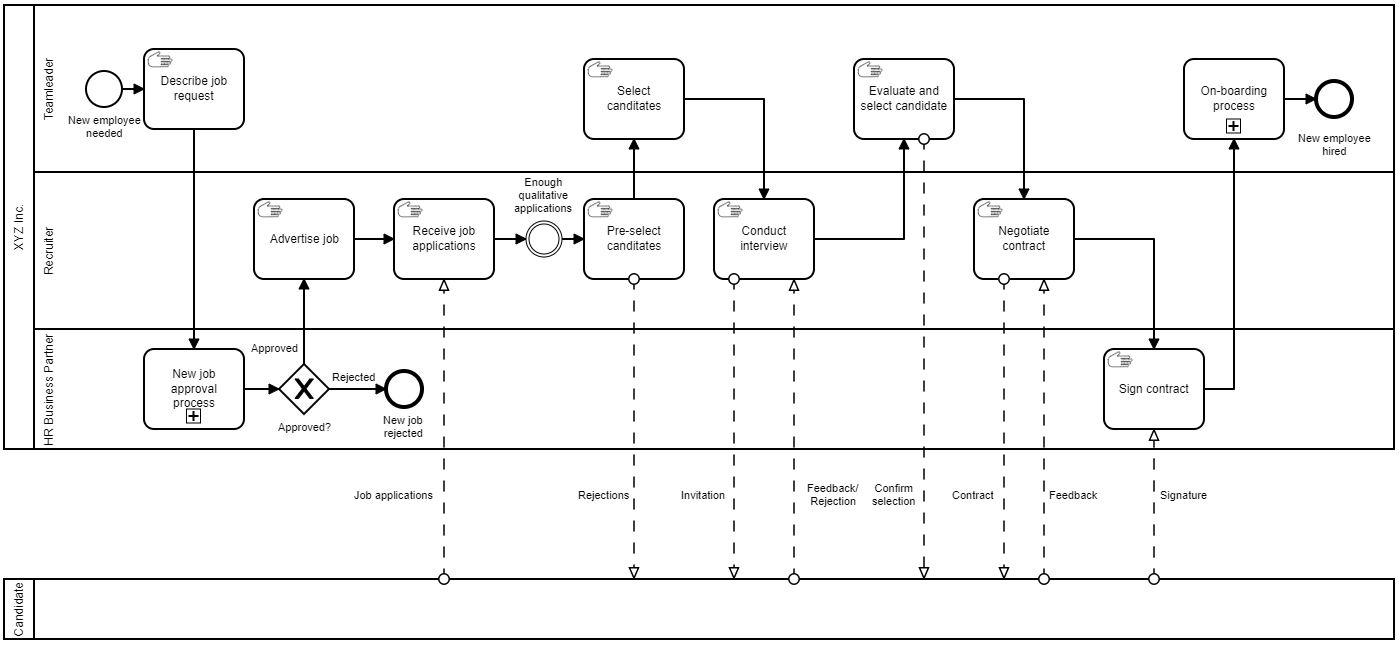 XYZ Inc.
Teamleader
New employee
needed
Describe job
request
Select
canditates
Evaluate and
select candidate
On-boarding
process
New employee
hired
Recruiter
Advertise job
Receive job
applications
Enough
qualitative
applications
Pre-select
canditates
Conduct
interview
Negotiate
contract
HR Business Partner
New job
approval
process
Approved
Approved?
Rejected
New job
rejected
Sign contract
Job applications
Rejections
Invitation
Feedback/
Rejection
Confirm
selection
Contract
Feedback
Signature
Candidate